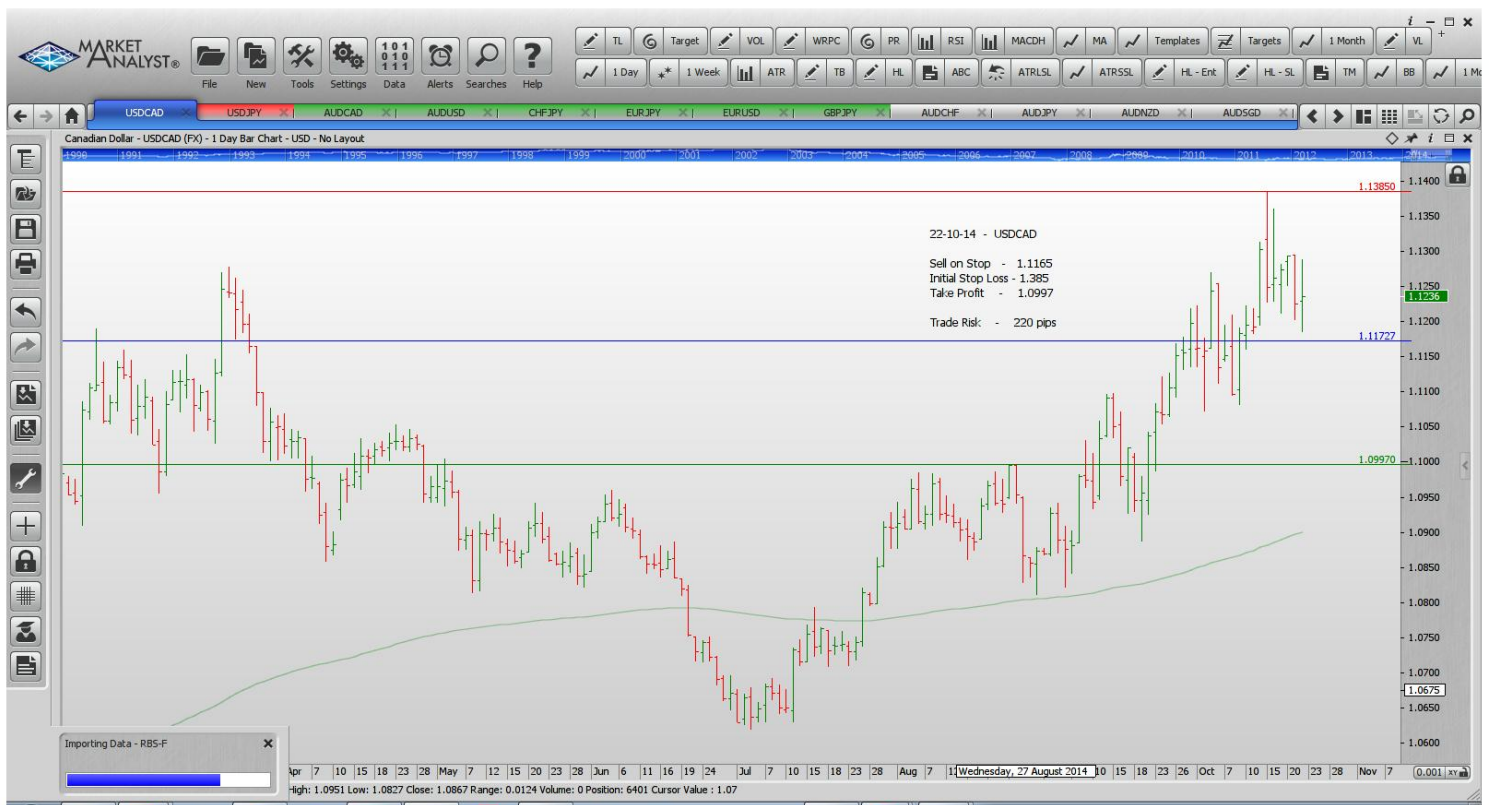 i
MARKET ANALYST®
TL Target VOL WRPC PR RSI MACDH MA Templates Targets 1 Month VL
1 Day 1 Week ATR TB HL ABC ATRLSL ATRSSL HL - Ent HL - SL TM BB
File New Tools Settings Data Alerts Searches Help
USDCAD USDJPY AUDCAD AUDUSD CHFJPY EURJPY EURUSD GBPJPY AUDCHF AUDJPY AUDNZD AUDSGD
Canadian Dollar - USDCAD (FX) - 1 Day Bar Chart - USD - No Layout
1990 1991 1992 1993 1994 1995 1996 1997 1998 1999 2000 2001 2002 2003 2004 2005 2006 2007 2008 2009 2010 2011 2012 2013 2014
1.1400
1.13850
1.1350
22-10-14 - USDCAD
1.1300
Sell on Stop - 1.1165
Initial Stop Loss - 1.385
1.1250
Take Profit - 1.0997
1.1236
Trade Risk - 220 pips
1.1200
1.11727
1.1150
1.1100
1.1050
1.09970
1.1000
1.0950
1.0900
1.0850
1.0800
1.0750
1.0700
1.0675
1.0650
1.0600
Importing Data - RBS-F
Apr 7 10 15 18 23 28 May 7 12 15 20 23 28 Jun 6 11 16 19 24 Jul 7 10 15 18 23 28 Aug 7 Wednesday, 27 August 2014 10 15 18 23 26 Oct 7 10 15 20 23 28 Nov 7 0.001 XY
High: 1.0951 Low: 1.0827 Close: 1.0867 Range: 0.0124 Volume: 0 Position: 6401 Cursor Value : 1.07